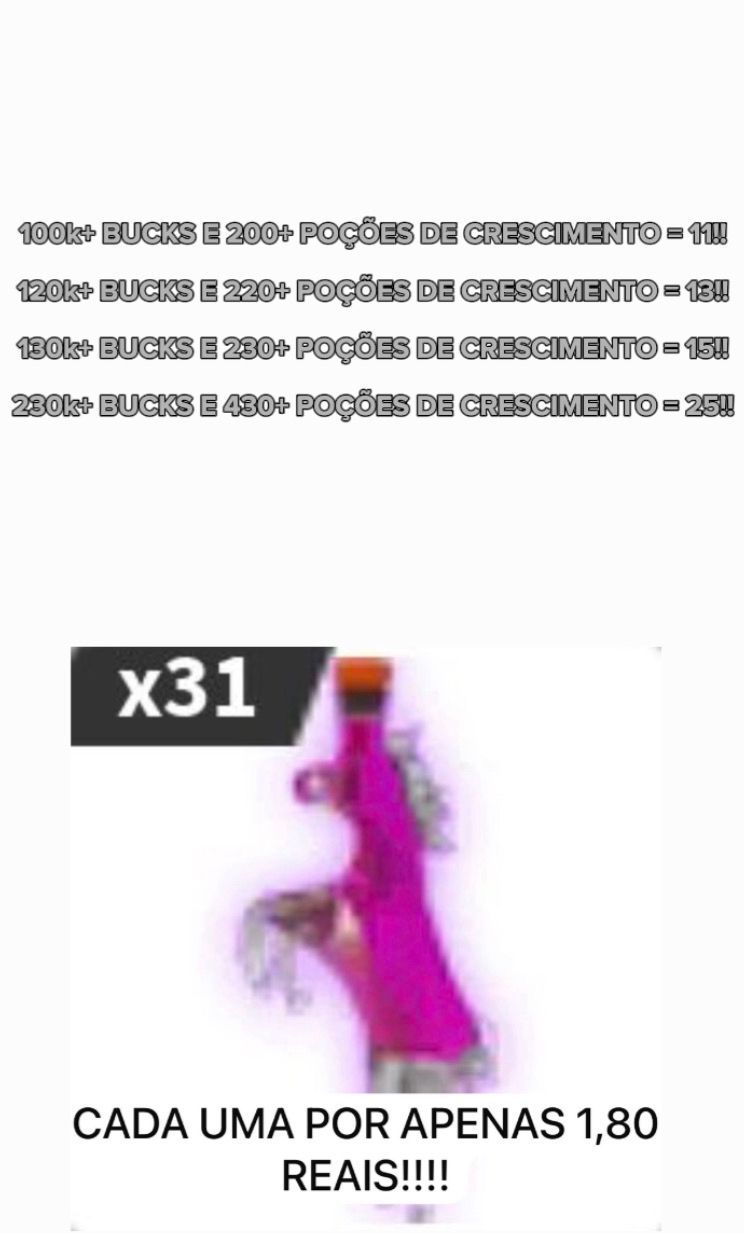 100k+ BUCKS E 200+ POÇÕES DE CRESCIMENTO = 11!!
120k+ BUCKS E 220+ POÇÕES DE CRESCIMENTO = 13!!
130k+ BUCKS E 230+ POÇÕES DE CRESCIMENTO = 15!!
230k+ BUCKS E 430+ POÇÕES DE CRESCIMENTO = 25!!
x31
CADA UMA POR APENAS 1,80
REAIS!!!!